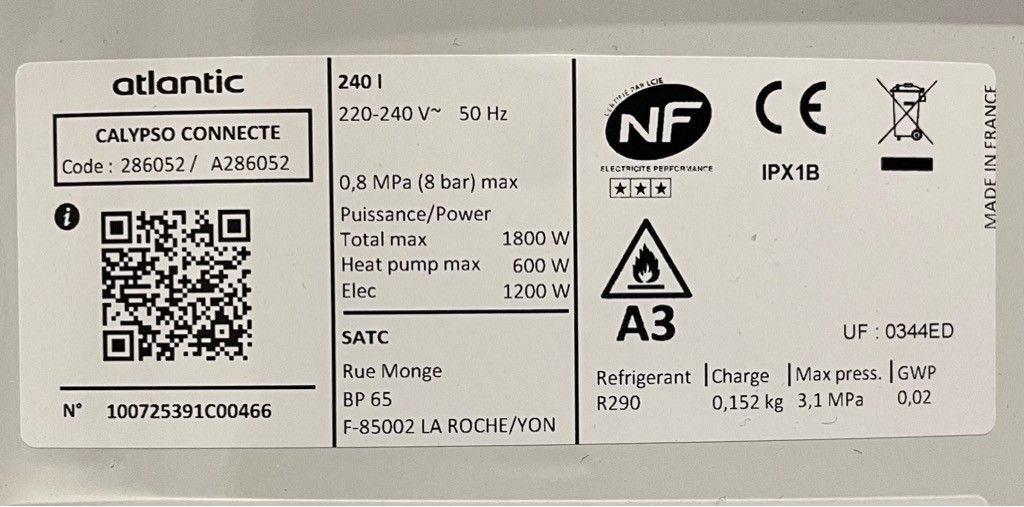 atlantic
CALYPSO CONNECTE
Code : 286052 / A286052
N° 100725391C00466
240 l
220-240 V~ 50 Hz
0,8 MPa (8 bar) max
Puissance/Power
Total max 1800 W
Heat pump max 600 W
Elec 1200 W
SATC
Rue Monge
BP 65
F-85002 LA ROCHE/YON
CERTIFIÉ PAR LCIE
NF
ELECTRICITE PERFORMANCE
CE
IPX1B
MADE IN FRANCE
A3
UF : 0344ED
Refrigerant | Charge | Max press. | GWP
R290 0,152 kg 3,1 MPa 0,02